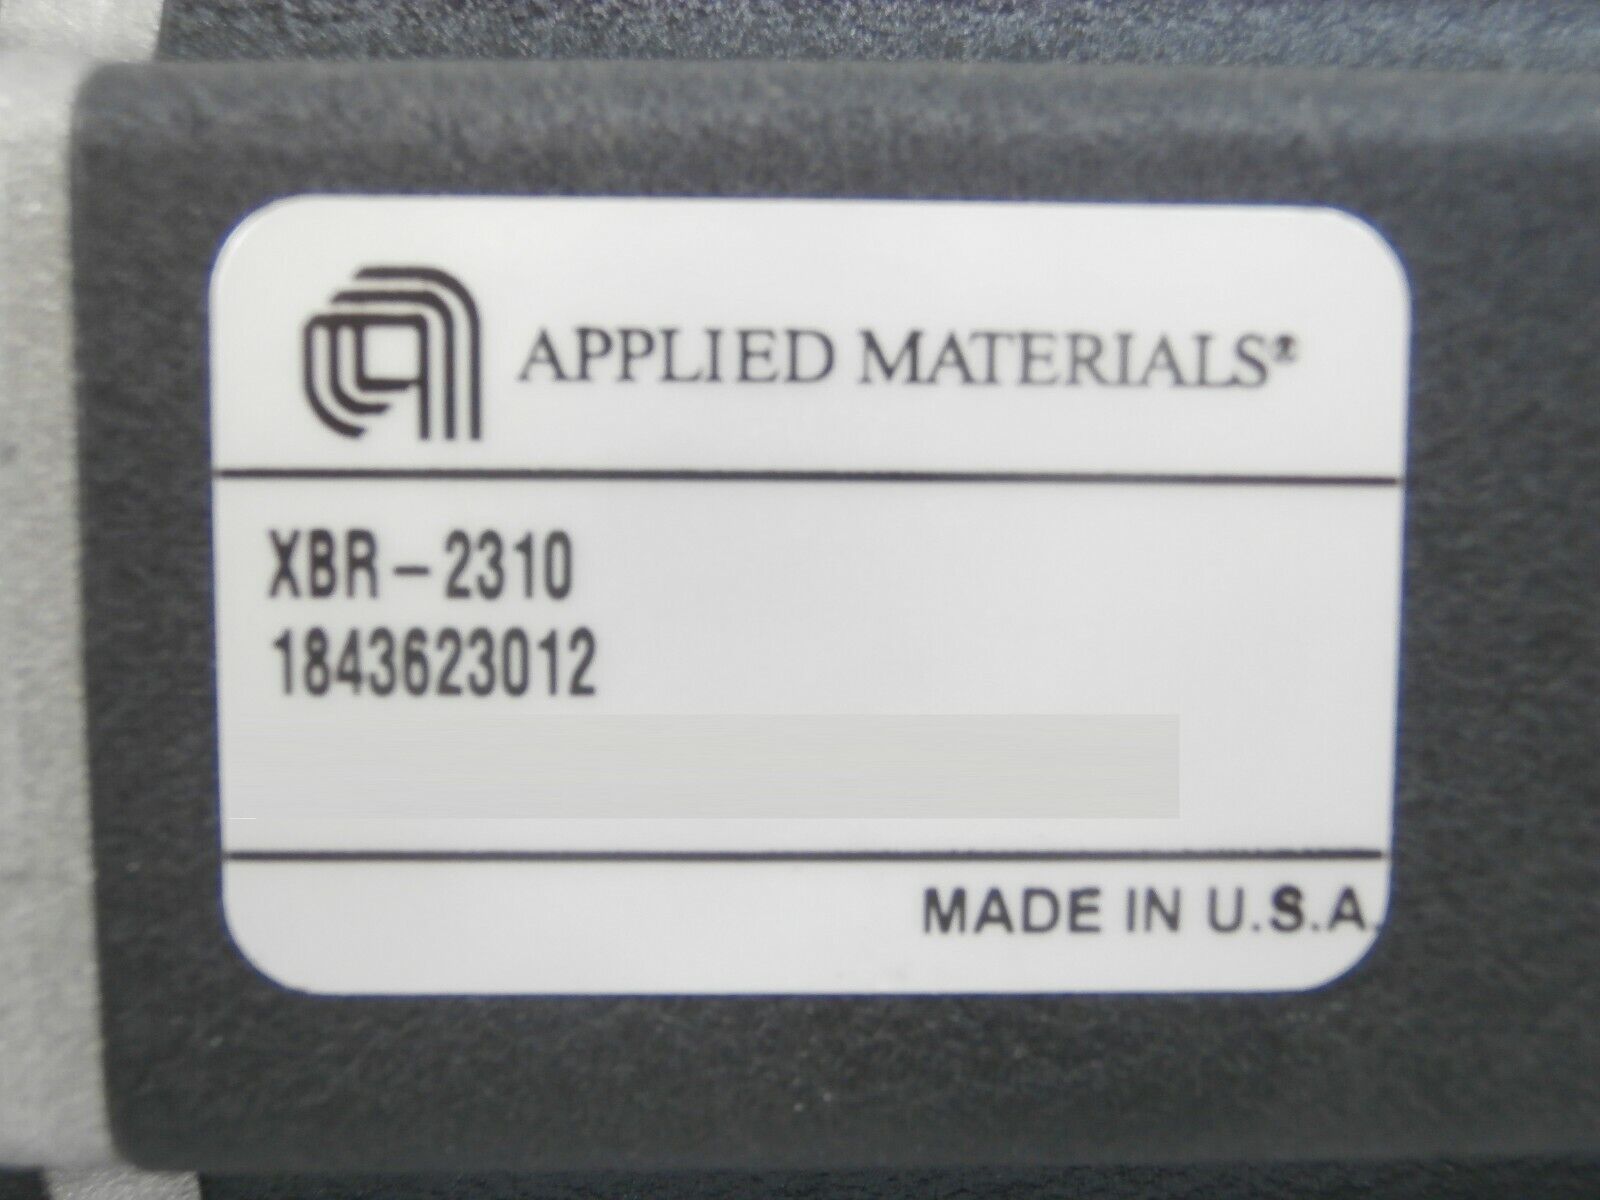 APPLIED MATERIALS®
XBR-2310
1843623012
MADE IN U.S.A.